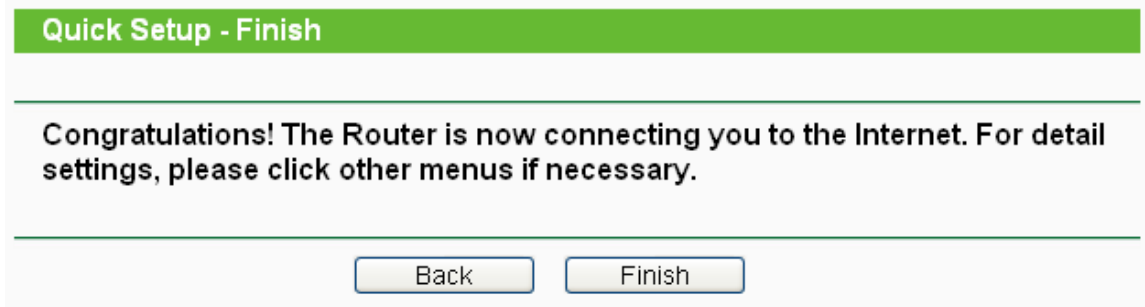 Quick Setup - Finish
Congratulations! The Router is now connecting you to the Internet. For detail
settings, please click other menus if necessary.
Back Finish